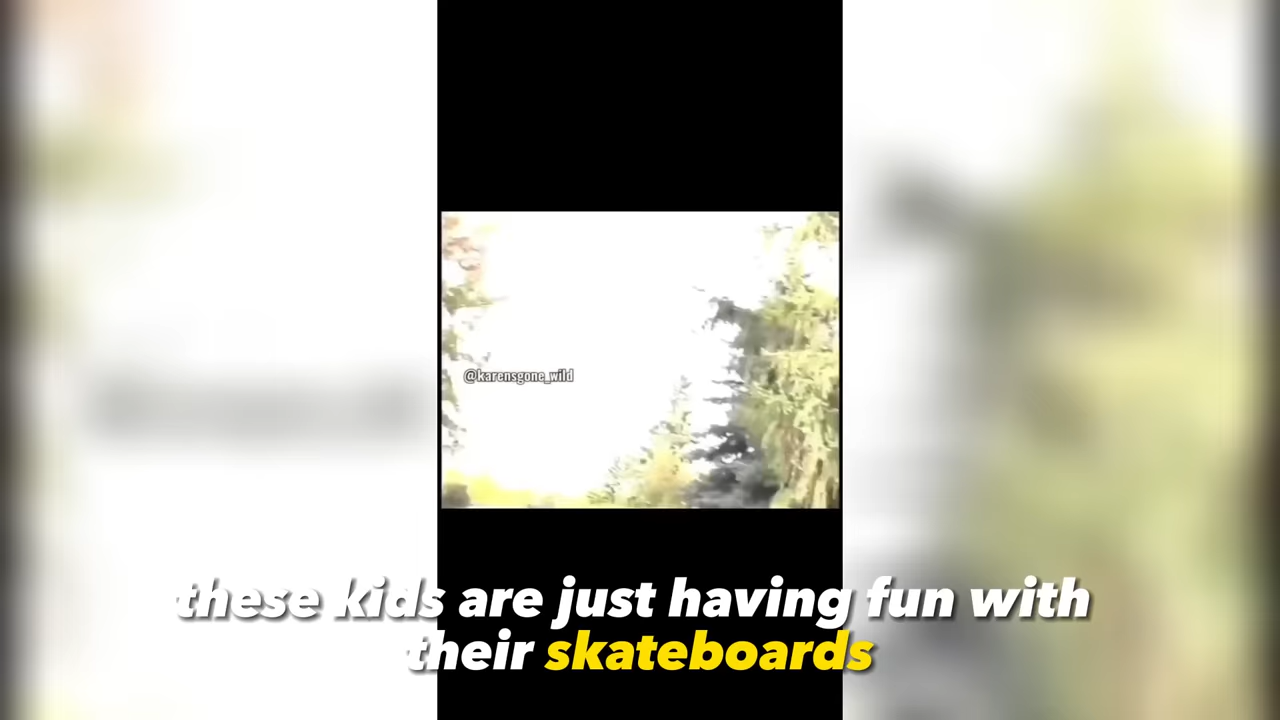 @karensgone_wild
these kids are just having fun with
their skateboards